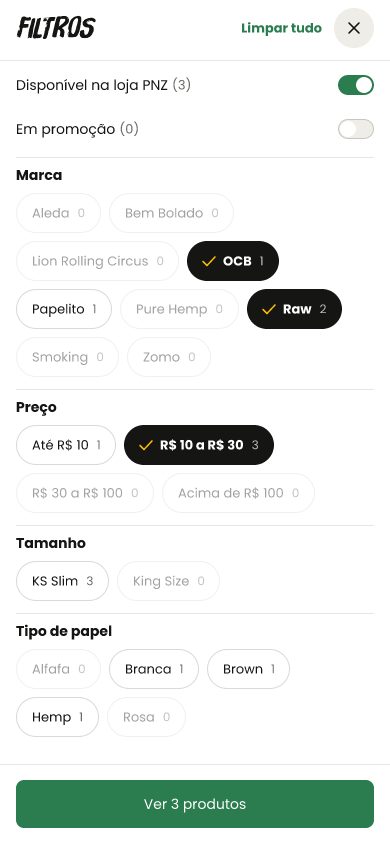 FILTROS Limpar tudo
Disponível na loja PNZ (3)
Em promoção (0)
Marca
Aleda 0 Bem Bolado 0
Lion Rolling Circus 0 OCB 1
Papelito 1 Pure Hemp 0 Raw 2
Smoking 0 Zomo 0
Preço
Até R$ 10 1 R$ 10 a R$ 30 3
R$ 30 a R$ 100 0 Acima de R$ 100 0
Tamanho
KS Slim 3 King Size 0
Tipo de papel
Alfafa 0 Branca 1 Brown 1
Hemp 1 Rosa 0
Ver 3 produtos